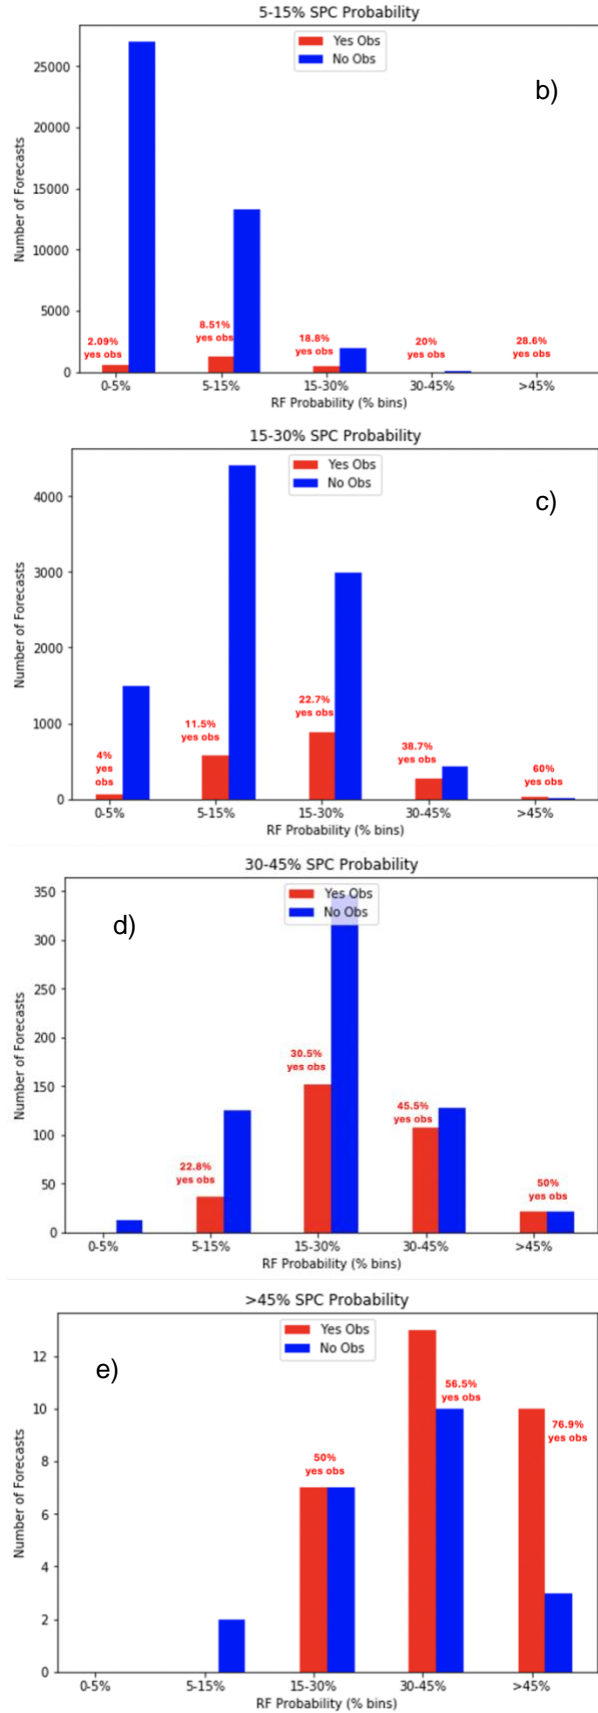 5-15% SPC Probability
Yes Obs
No Obs
b)
25000
20000
15000
10000
5000
0
Number of Forecasts
2.09%
yes obs
8.51%
yes obs
18.8%
yes obs
20%
yes obs
28.6%
yes obs
0-5%
5-15%
15-30%
30-45%
>45%
RF Probability (% bins)
15-30% SPC Probability
Yes Obs
No Obs
c)
4000
3000
2000
1000
0
Number of Forecasts
4%
yes
obs
11.5%
yes obs
22.7%
yes obs
38.7%
yes obs
60%
yes obs
0-5%
5-15%
15-30%
30-45%
>45%
RF Probability (% bins)
30-45% SPC Probability
Yes Obs
No Obs
d)
350
300
250
200
150
100
50
0
Number of Forecasts
22.8%
yes obs
30.5%
yes obs
45.5%
yes obs
50%
yes obs
0-5%
5-15%
15-30%
30-45%
>45%
RF Probability (% bins)
>45% SPC Probability
Yes Obs
No Obs
e)
12
10
8
6
4
2
0
Number of Forecasts
50%
yes obs
56.5%
yes obs
76.9%
yes obs
0-5%
5-15%
15-30%
30-45%
>45%
RF Probability (% bins)